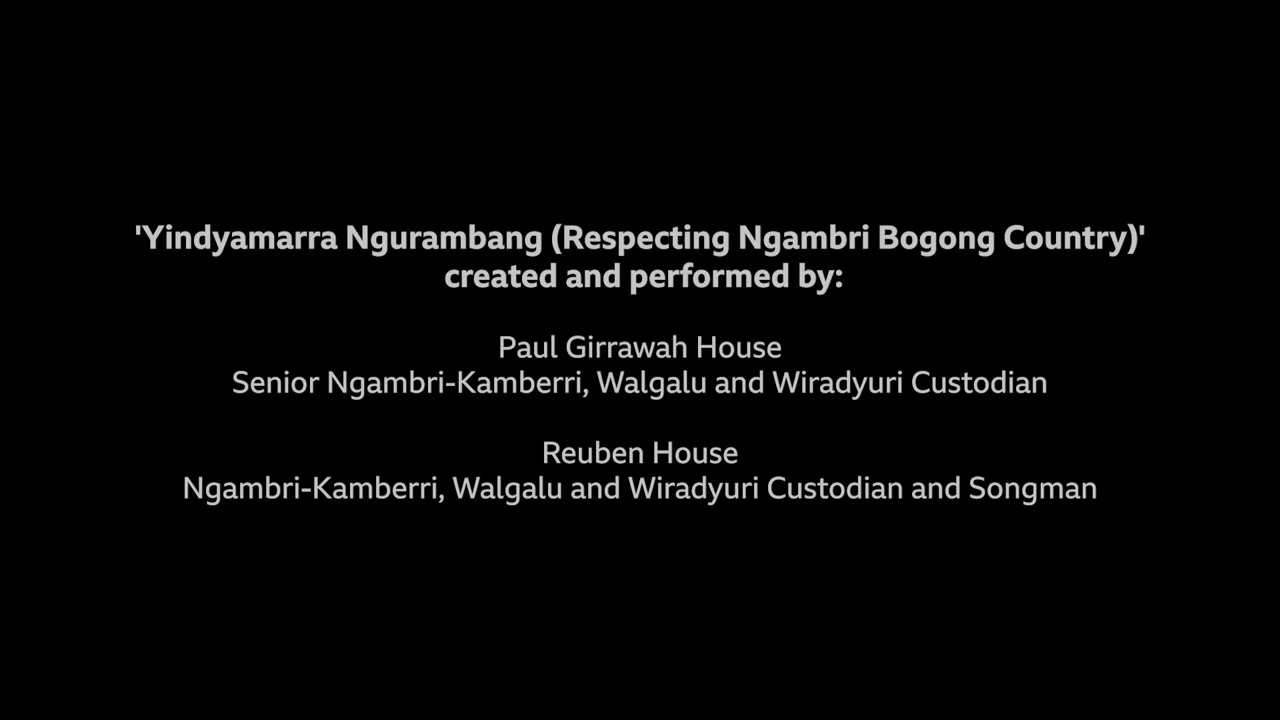 'Yindyamarra Ngurambang (Respecting Ngambri Bogong Country)'
created and performed by:
Paul Girrawah House
Senior Ngambri-Kamberri, Walgalu and Wiradyuri Custodian
Reuben House
Ngambri-Kamberri, Walgalu and Wiradyuri Custodian and Songman